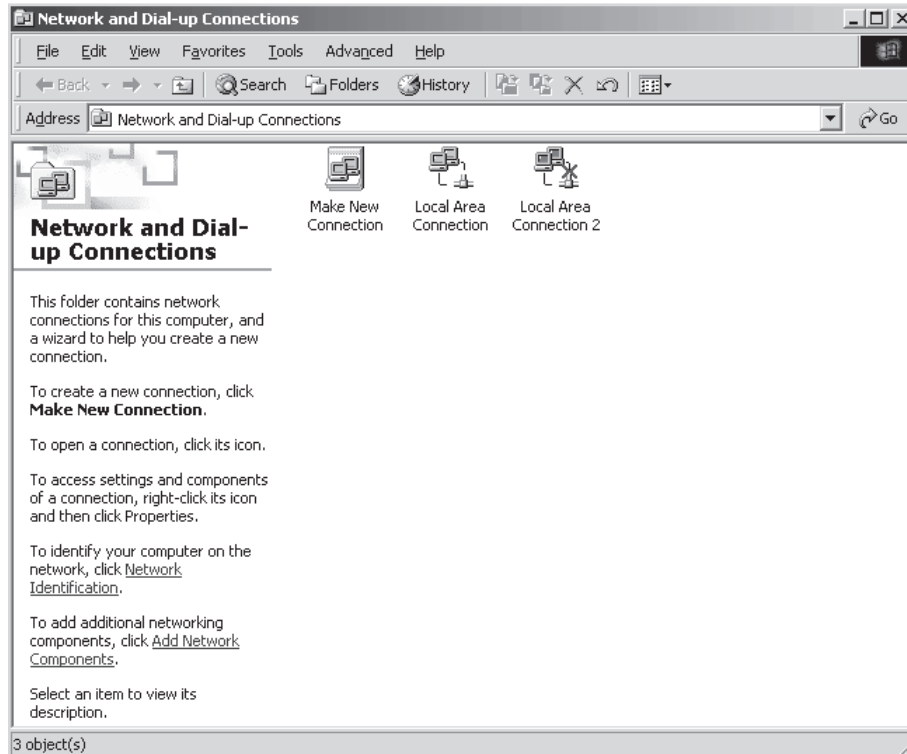 Network and Dial-up Connections
File Edit View Favorites Tools Advanced Help
Back Search Folders History
Address Network and Dial-up Connections Go
Make New Connection
Local Area Connection
Local Area Connection 2
Network and Dial-
up Connections
This folder contains network
connections for this computer, and
a wizard to help you create a new
connection.
To create a new connection, click
Make New Connection.
To open a connection, click its icon.
To access settings and components
of a connection, right-click its icon
and then click Properties.
To identify your computer on the
network, click Network
Identification.
To add additional networking
components, click Add Network
Components.
Select an item to view its
description.
3 object(s)